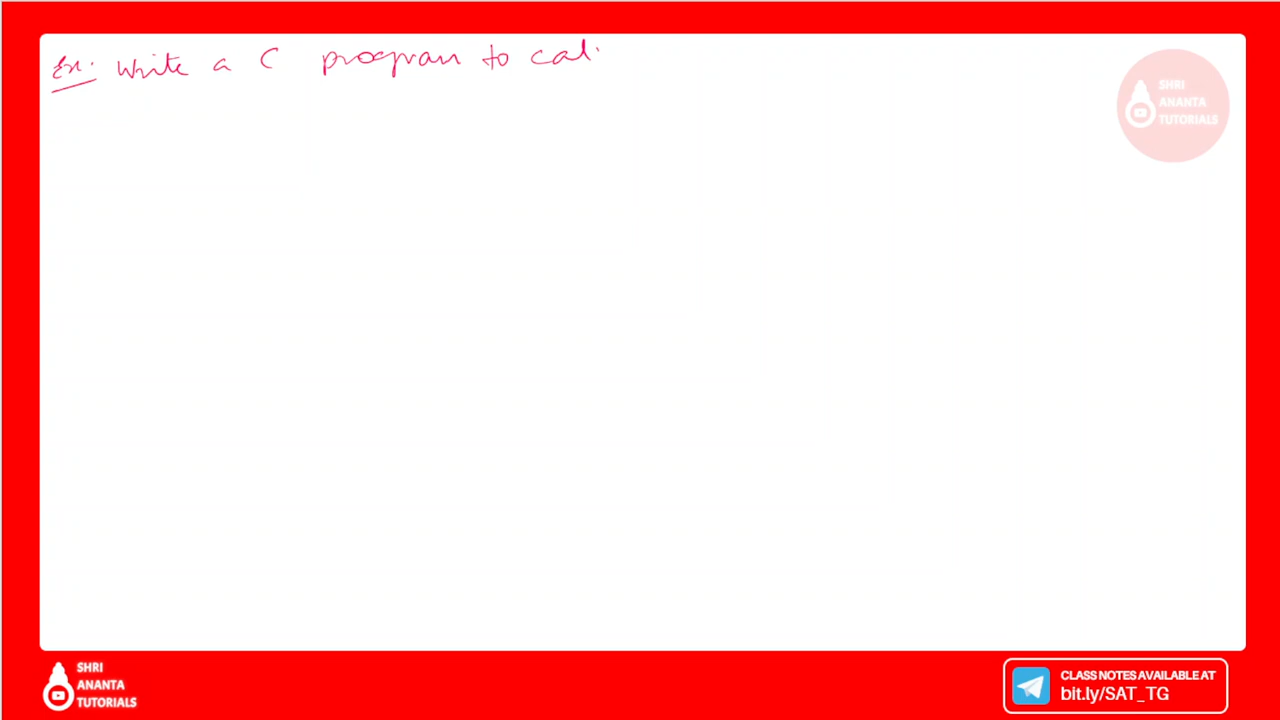 Ex:- Write a C program to cal
SHRI
ANANTA
TUTORIALS
SHRI
ANANTA
TUTORIALS
CLASS NOTES AVAILABLE AT
bit.ly/SAT_TG